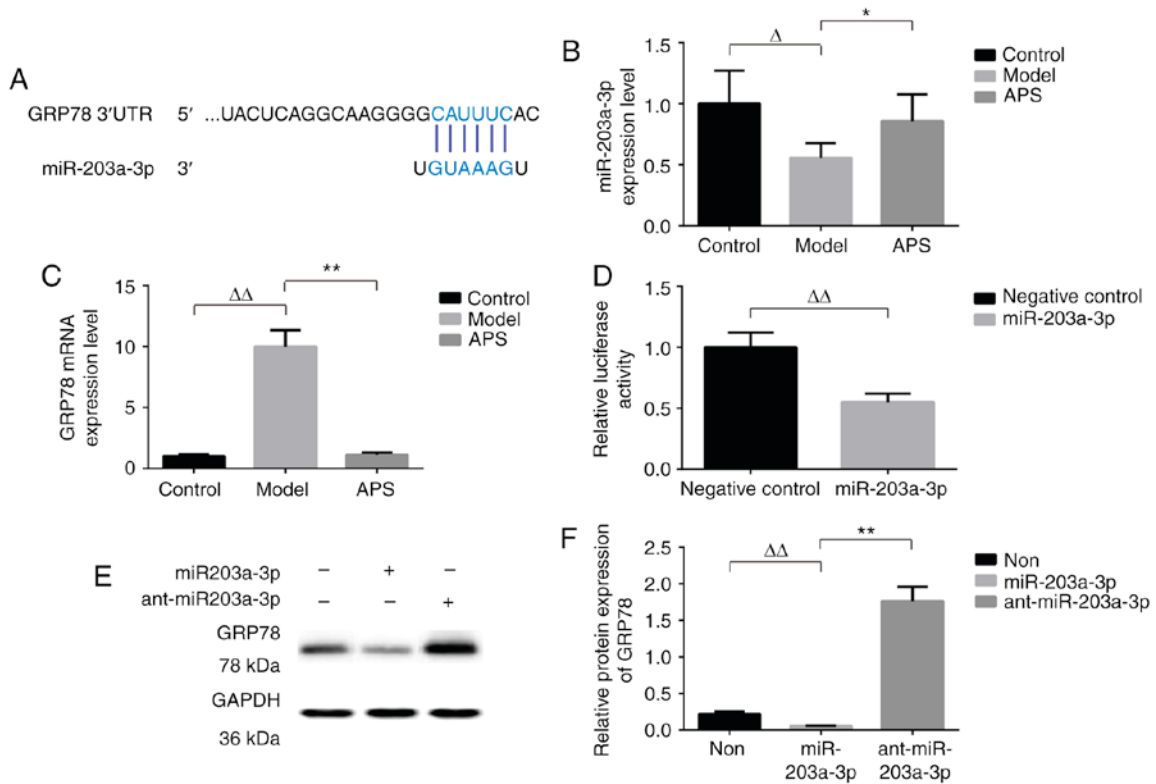 A
GRP78 3′UTR 5′ ...UACUCAGGCAAGGGGCAUUUCAC
miR-203a-3p 3′ UGUAAAGU
B
miR-203a-3p
expression level
1.5
1.0
0.5
0.0
Δ
*
Control
Model
APS
Control
Model
APS
C
GRP78 mRNA
expression level
15
10
5
0
ΔΔ
**
Control
Model
APS
Control
Model
APS
D
Relative luciferase
activity
1.5
1.0
0.5
0.0
ΔΔ
Negative control
miR-203a-3p
Negative control
miR-203a-3p
E
miR203a-3p – + –
ant-miR203a-3p – – +
GRP78
78 kDa
GAPDH
36 kDa
F
Relative protein expression
of GRP78
2.5
2.0
1.5
1.0
0.5
0.0
ΔΔ
**
Non
miR-
203a-3p
ant-miR-
203a-3p
Non
miR-203a-3p
ant-miR-203a-3p